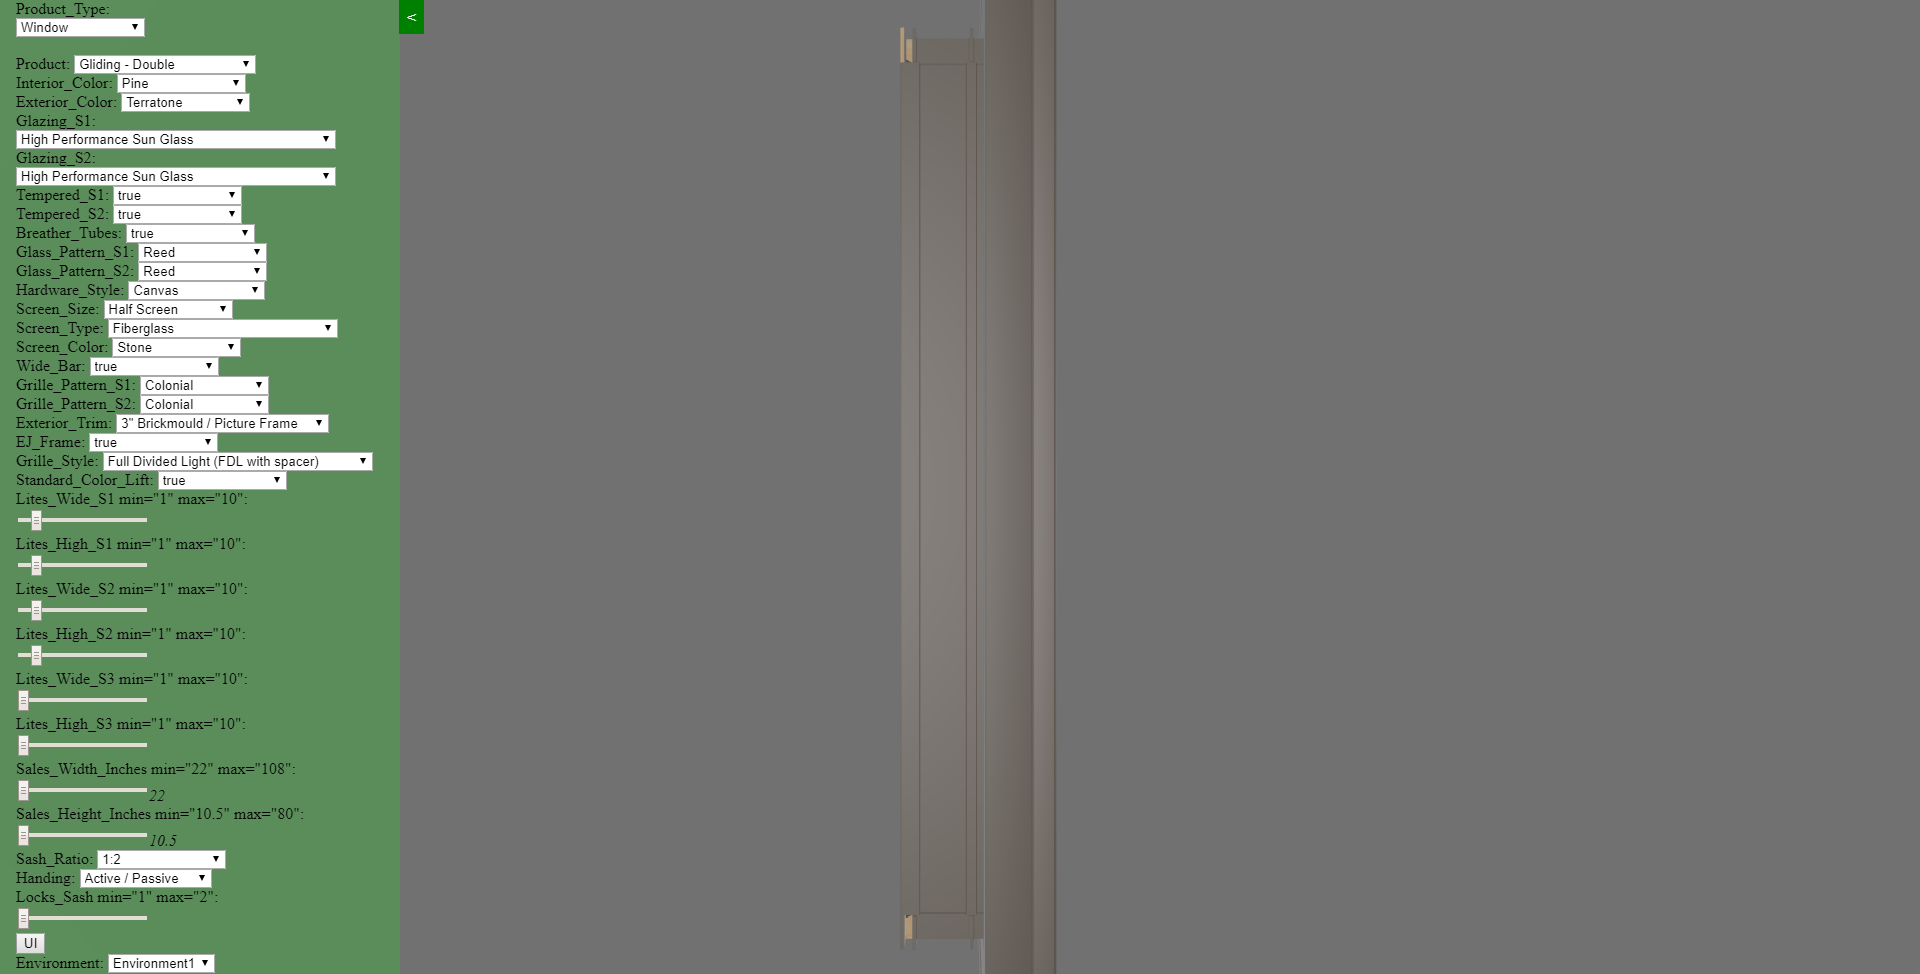 Product_Type:
Window
<
Product: Gliding - Double
Interior_Color: Pine
Exterior_Color: Terratone
Glazing_S1:
High Performance Sun Glass
Glazing_S2:
High Performance Sun Glass
Tempered_S1: true
Tempered_S2: true
Breather_Tubes: true
Glass_Pattern_S1: Reed
Glass_Pattern_S2: Reed
Hardware_Style: Canvas
Screen_Size: Half Screen
Screen_Type: Fiberglass
Screen_Color: Stone
Wide_Bar: true
Grille_Pattern_S1: Colonial
Grille_Pattern_S2: Colonial
Exterior_Trim: 3" Brickmould / Picture Frame
EJ_Frame: true
Grille_Style: Full Divided Light (FDL with spacer)
Standard_Color_Lift: true
Lites_Wide_S1 min="1" max="10":
Lites_High_S1 min="1" max="10":
Lites_Wide_S2 min="1" max="10":
Lites_High_S2 min="1" max="10":
Lites_Wide_S3 min="1" max="10":
Lites_High_S3 min="1" max="10":
Sales_Width_Inches min="22" max="108":
22
Sales_Height_Inches min="10.5" max="80":
10.5
Sash_Ratio: 1:2
Handing: Active / Passive
Locks_Sash min="1" max="2":
UI
Environment: Environment1